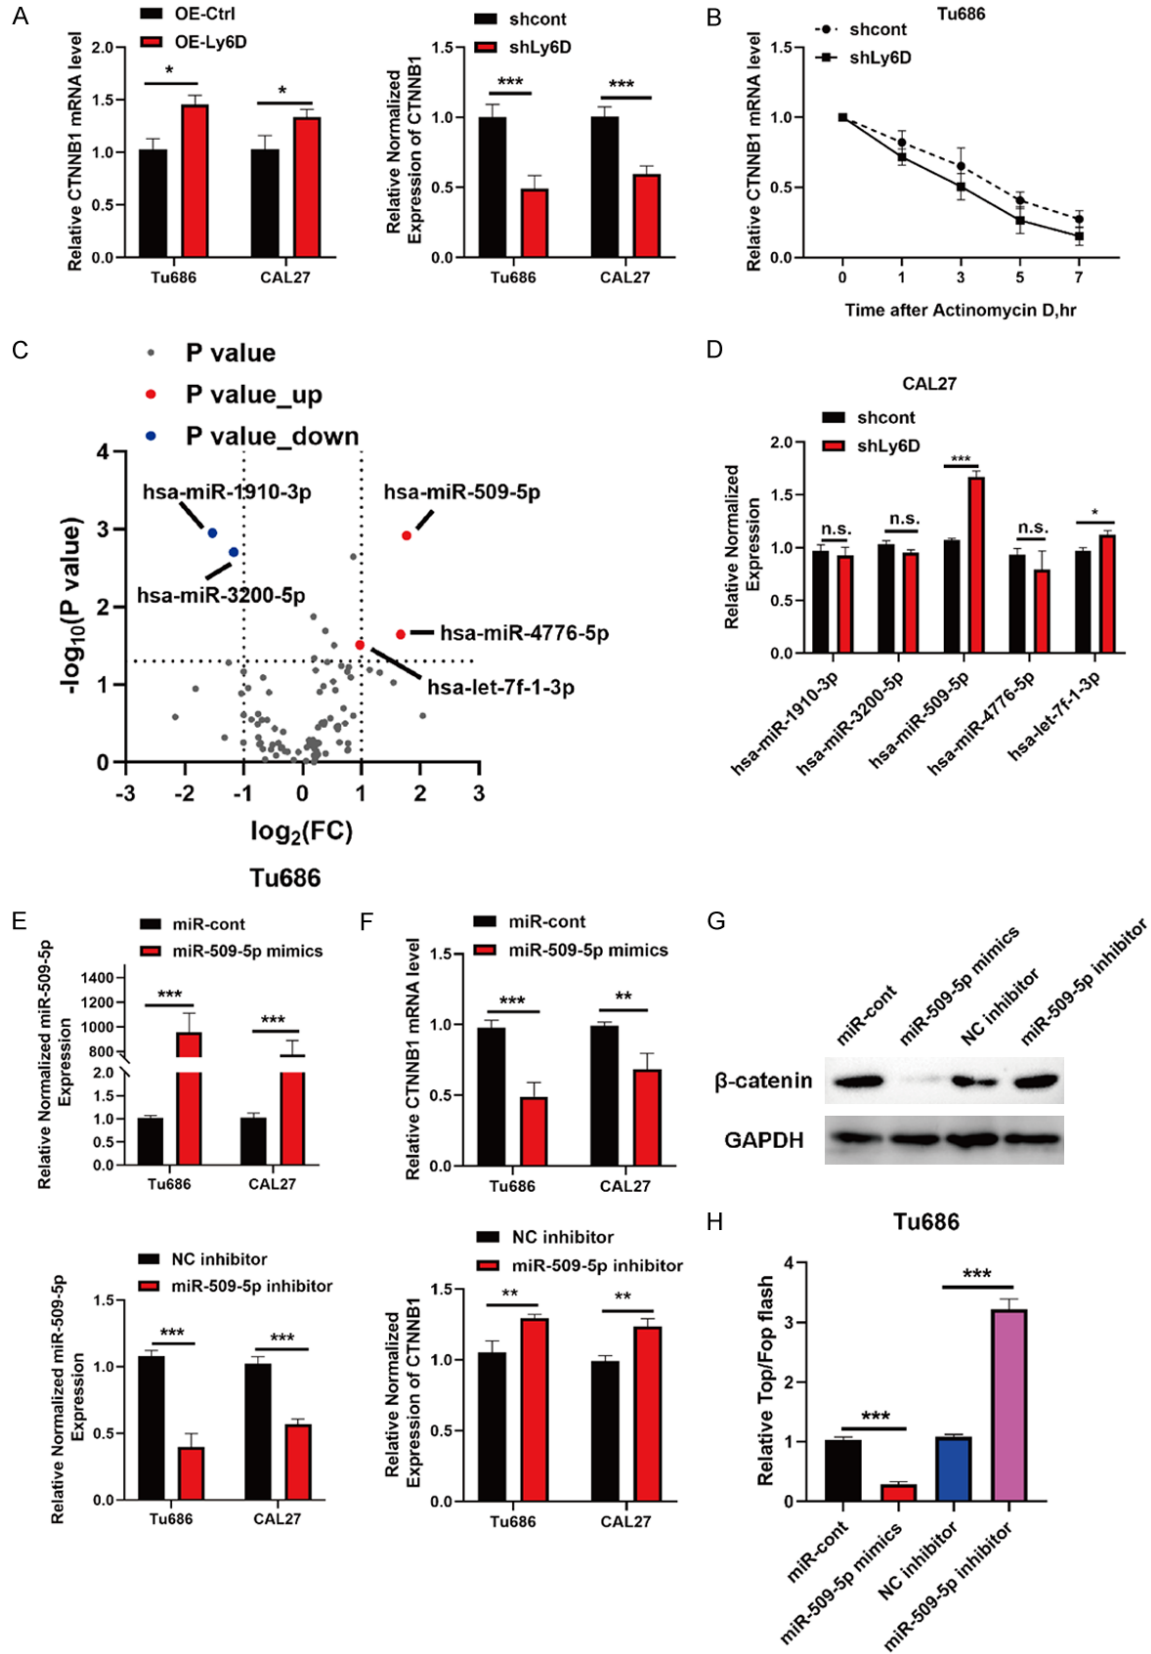 A
OE-Ctrl
OE-Ly6D
Relative CTNNB1 mRNA level
2.0
1.5
1.0
0.5
0.0
*
*
Tu686
CAL27
shcont
shLy6D
Relative Normalized
Expression of CTNNB1
1.5
1.0
0.5
0.0
***
***
Tu686
CAL27
B
Tu686
shcont
shLy6D
Relative CTNNB1 mRNA level
1.5
1.0
0.5
0.0
0
1
3
5
7
Time after Actinomycin D,hr
C
P value
P value_up
P value_down
-log10(P value)
4
3
2
1
0
hsa-miR-1910-3p
hsa-miR-509-5p
hsa-miR-3200-5p
hsa-miR-4776-5p
hsa-let-7f-1-3p
-3
-2
-1
0
1
2
3
log2(FC)
Tu686
D
CAL27
shcont
shLy6D
Relative Normalized
Expression
2.0
1.5
1.0
0.5
0.0
n.s.
n.s.
***
n.s.
*
hsa-miR-1910-3p
hsa-miR-3200-5p
hsa-miR-509-5p
hsa-miR-4776-5p
hsa-let-7f-1-3p
E
miR-cont
miR-509-5p mimics
Relative Normalized miR-509-5p
Expression
1400
1200
1000
800
2.0
1.5
1.0
0.5
0.0
***
***
Tu686
CAL27
NC inhibitor
miR-509-5p inhibitor
Relative Normalized miR-509-5p
Expression
1.5
1.0
0.5
0.0
***
***
Tu686
CAL27
F
miR-cont
miR-509-5p mimics
Relative CTNNB1 mRNA level
1.5
1.0
0.5
0.0
***
**
Tu686
CAL27
NC inhibitor
miR-509-5p inhibitor
Relative Normalized
Expression of CTNNB1
1.5
1.0
0.5
0.0
**
**
Tu686
CAL27
G
miR-cont
miR-509-5p mimics
NC inhibitor
miR-509-5p inhibitor
β-catenin
GAPDH
H
Tu686
Relative Top/Fop flash
4
3
2
1
0
***
***
miR-cont
miR-509-5p mimics
NC inhibitor
miR-509-5p inhibitor